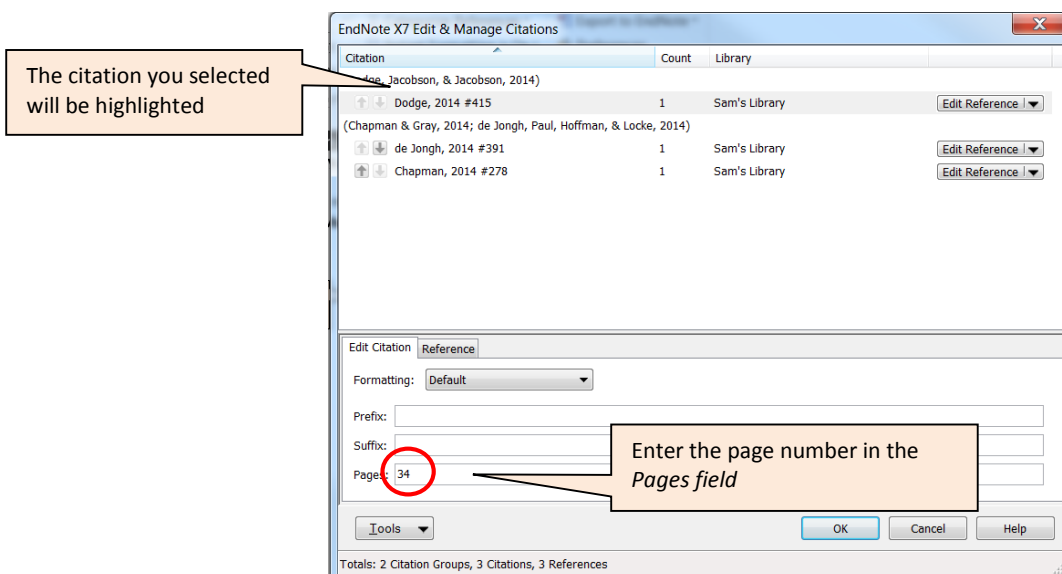 EndNote X7 Edit & Manage Citations
Citation Count Library
The citation you selected
will be highlighted
Jacobson, & Jacobson, 2014)
Dodge, 2014 #415 1 Sam's Library Edit Reference
(Chapman & Gray, 2014; de Jongh, Paul, Hoffman, & Locke, 2014)
de Jongh, 2014 #391 1 Sam's Library Edit Reference
Chapman, 2014 #278 1 Sam's Library Edit Reference
Edit Citation Reference
Formatting: Default
Prefix:
Suffix:
Enter the page number in the
Pages field
Pages: 34
Tools OK Cancel Help
Totals: 2 Citation Groups, 3 Citations, 3 References